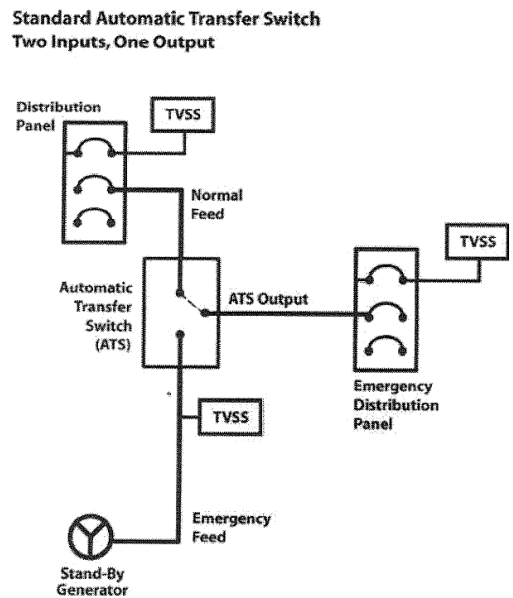 Standard Automatic Transfer Switch
Two Inputs, One Output
Distribution
Panel
TVSS
Normal
Feed
TVSS
Automatic
Transfer
Switch
(ATS)
ATS Output
Emergency
Distribution
Panel
TVSS
Emergency
Feed
Stand-By
Generator